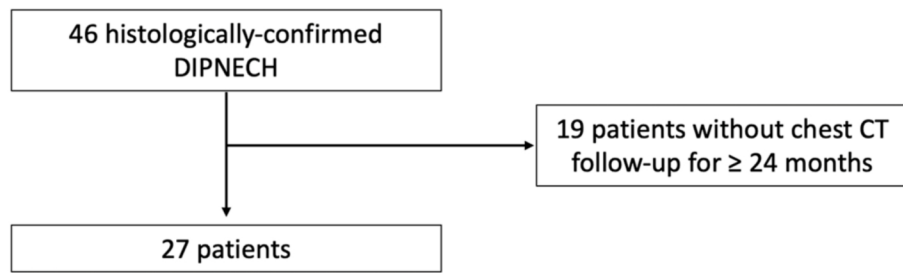 46 histologically-confirmed
DIPNECH
19 patients without chest CT
follow-up for ≥ 24 months
27 patients